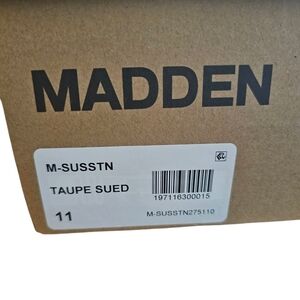 MADDEN
M-SUSSTN
TAUPE SUED
197116300015
11
M-SUSSTN275110